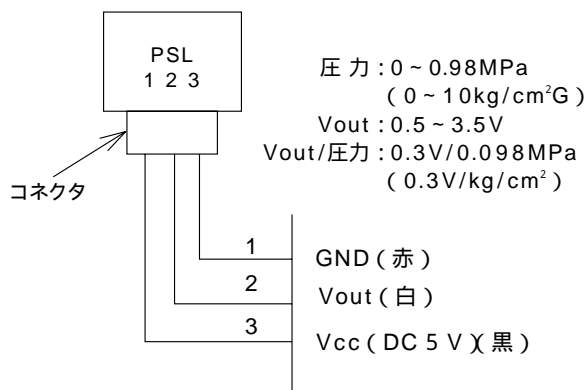 PSL
1 2 3
コネクタ
圧力:0~0.98MPa
(0~10kg/cm²G)
Vout:0.5~3.5V
Vout/圧力:0.3V/0.098MPa
(0.3V/kg/cm²)
1 GND(赤)
2 Vout(白)
3 Vcc(DC 5 V)(黒)